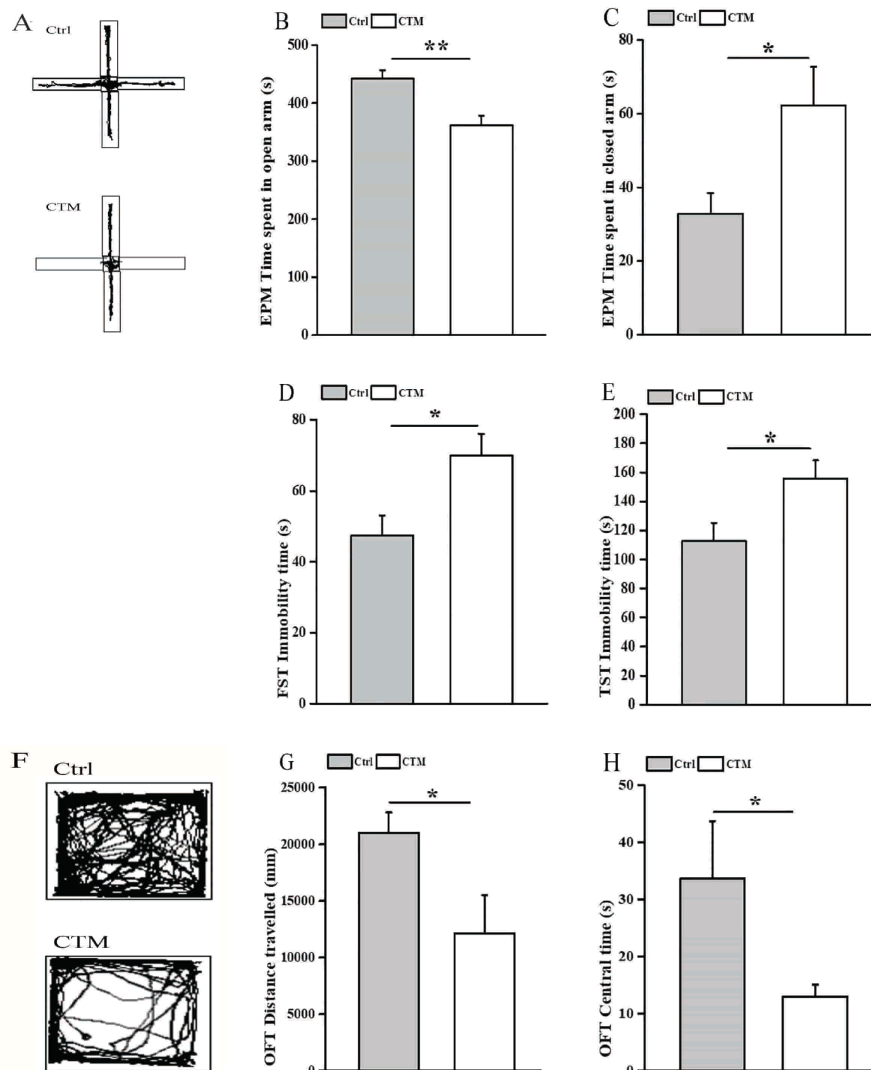 A
Ctrl
CTM
B
Ctrl CTM
**
EPM Time spent in open arm (s)
500
400
300
200
100
0
C
Ctrl CTM
*
EPM Time spent in closed arm (s)
80
60
40
20
0
D
Ctrl CTM
*
FST Immobility time (s)
80
60
40
20
0
E
Ctrl CTM
*
TST Immobility time (s)
200
180
160
140
120
100
80
60
40
20
0
F
Ctrl
CTM
G
Ctrl CTM
*
OFT Distance travelled (mm)
25000
20000
15000
10000
5000
0
H
Ctrl CTM
*
OFT Central time (s)
50
40
30
20
10
0